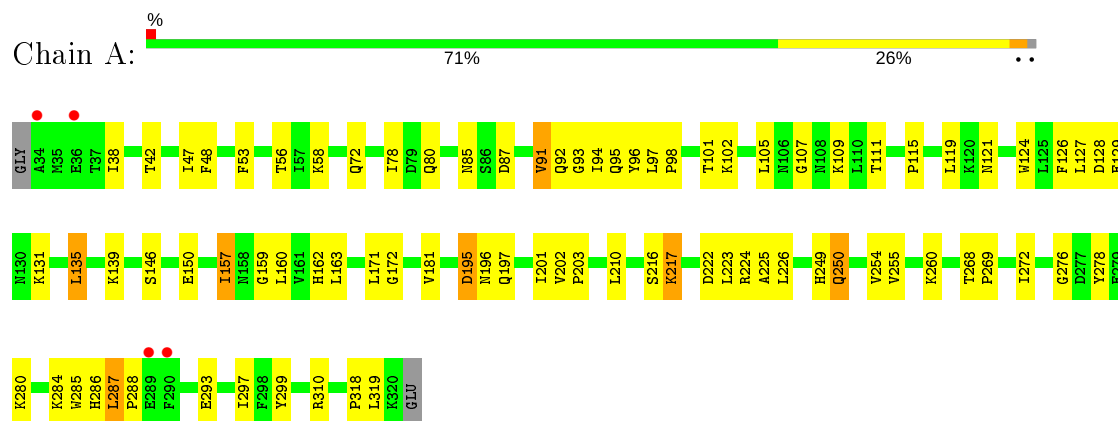 %
Chain A:
71% 26% • •
GLY A34 M35 E36 T37 I38 T42 I47 F48 F53 T56 I57 K58 Q72 I78 D79 Q80 N85 S86 D87 V91 Q92 G93 I94 Q95 Y96 L97 P98 T101 K102 L105 N106 G107 N108 K109 L110 T111 P115 L119 K120 N121 W124 L125 F126 L127 D128
N130 K131 L135 K139 S146 E150 I157 N158 G159 L160 V161 H162 L163 L171 G172 V181 D195 N196 Q197 I201 V202 P203 L210 S216 K217 D222 L223 R224 A225 L226 H249 Q250 V254 V255 K260 T268 P269 I272 G276 D277 Y278
K280 K284 W285 H286 L287 P288 E289 F290 E293 I297 F298 Y299 R310 P318 L319 K320 GLU